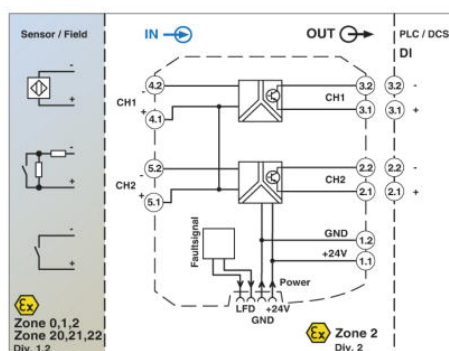 Sensor / Field
IN
OUT
PLC / DCS
DI
4.2
3.2
3.2
-
-
-
CH1
CH1
+
4.1
3.1
3.1
+
+
5.2
2.2
2.2
-
-
-
CH2
CH2
+
5.1
2.1
2.1
+
+
Faultsignal
GND
1.2
+24V
1.1
Power
LFD
+24V
GND
Ex
Zone 0,1,2
Zone 20,21,22
Div. 1,2
Ex
Zone 2
Div. 2